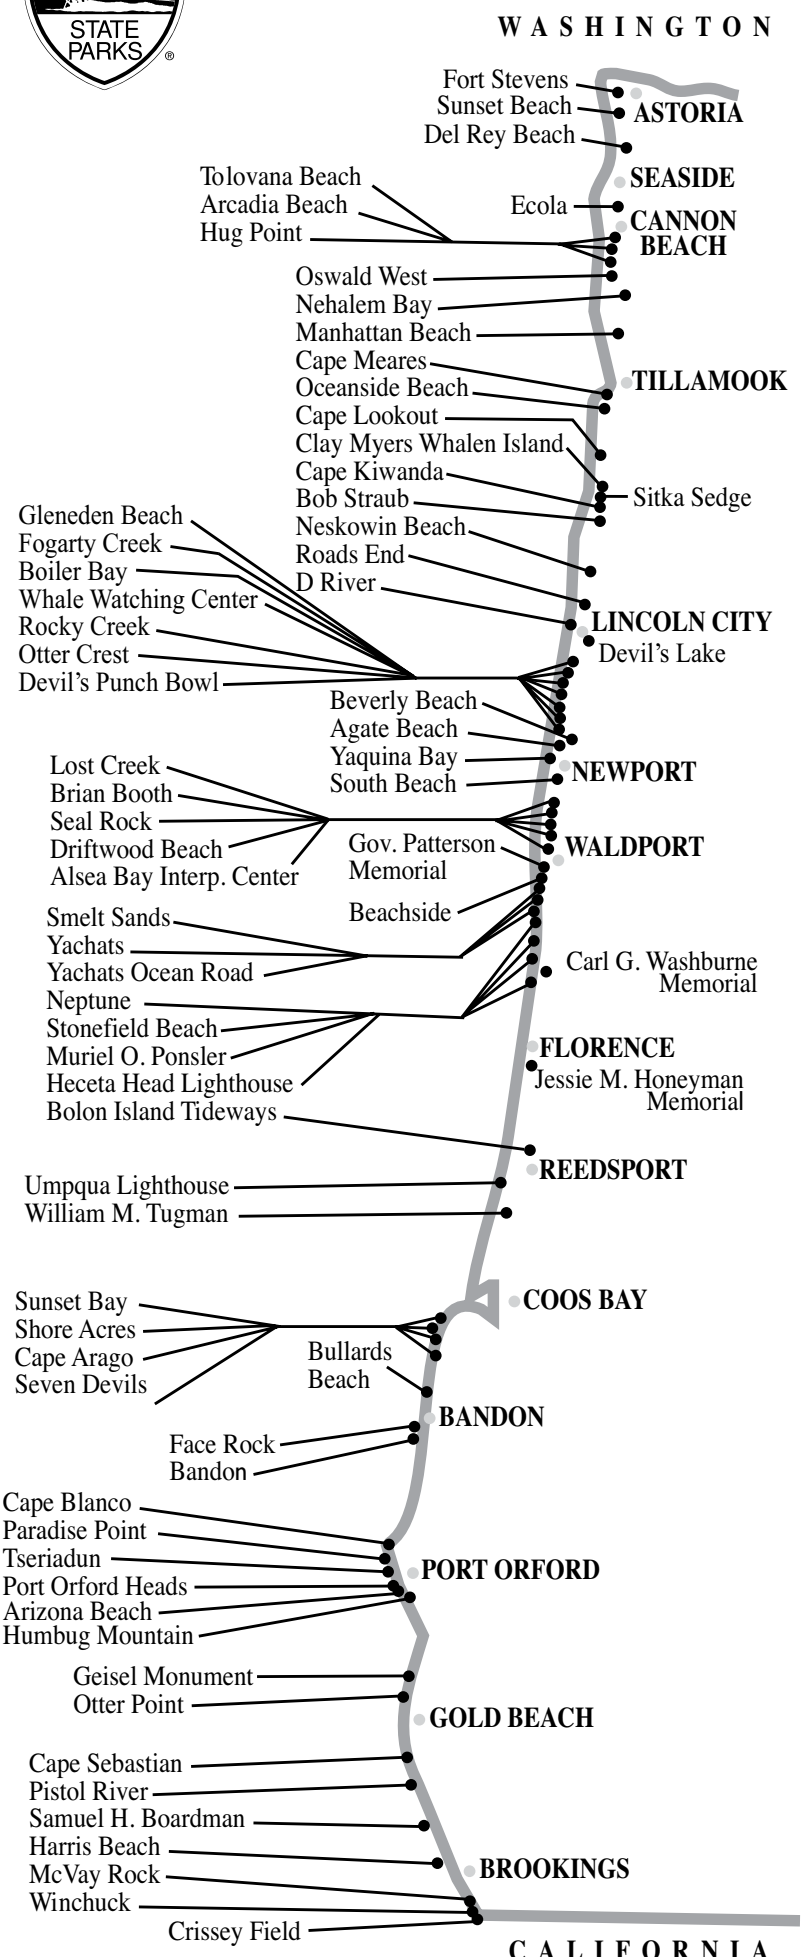 STATE
PARKS
®
WASHINGTON
Fort Stevens
Sunset Beach
ASTORIA
Del Rey Beach
Tolovana Beach
SEASIDE
Arcadia Beach
Ecola
Hug Point
CANNON
BEACH
Oswald West
Nehalem Bay
Manhattan Beach
Cape Meares
TILLAMOOK
Oceanside Beach
Cape Lookout
Clay Myers Whalen Island
Cape Kiwanda
Bob Straub
Sitka Sedge
Neskowin Beach
Roads End
D River
Gleneden Beach
Fogarty Creek
Boiler Bay
Whale Watching Center
Rocky Creek
Otter Crest
Devil's Punch Bowl
LINCOLN CITY
Devil's Lake
Beverly Beach
Agate Beach
Yaquina Bay
South Beach
NEWPORT
Lost Creek
Brian Booth
Seal Rock
Driftwood Beach
Alsea Bay Interp. Center
Gov. Patterson
Memorial
WALDPORT
Beachside
Smelt Sands
Yachats
Yachats Ocean Road
Carl G. Washburne
Memorial
Neptune
Stonefield Beach
Muriel O. Ponsler
Heceta Head Lighthouse
FLORENCE
Jessie M. Honeyman
Memorial
Bolon Island Tideways
REEDSPORT
Umpqua Lighthouse
William M. Tugman
COOS BAY
Sunset Bay
Shore Acres
Cape Arago
Seven Devils
Bullards
Beach
BANDON
Face Rock
Bandon
Cape Blanco
Paradise Point
Tseriadun
PORT ORFORD
Port Orford Heads
Arizona Beach
Humbug Mountain
Geisel Monument
Otter Point
GOLD BEACH
Cape Sebastian
Pistol River
Samuel H. Boardman
Harris Beach
BROOKINGS
McVay Rock
Winchuck
Crissey Field
CALIFORNIA